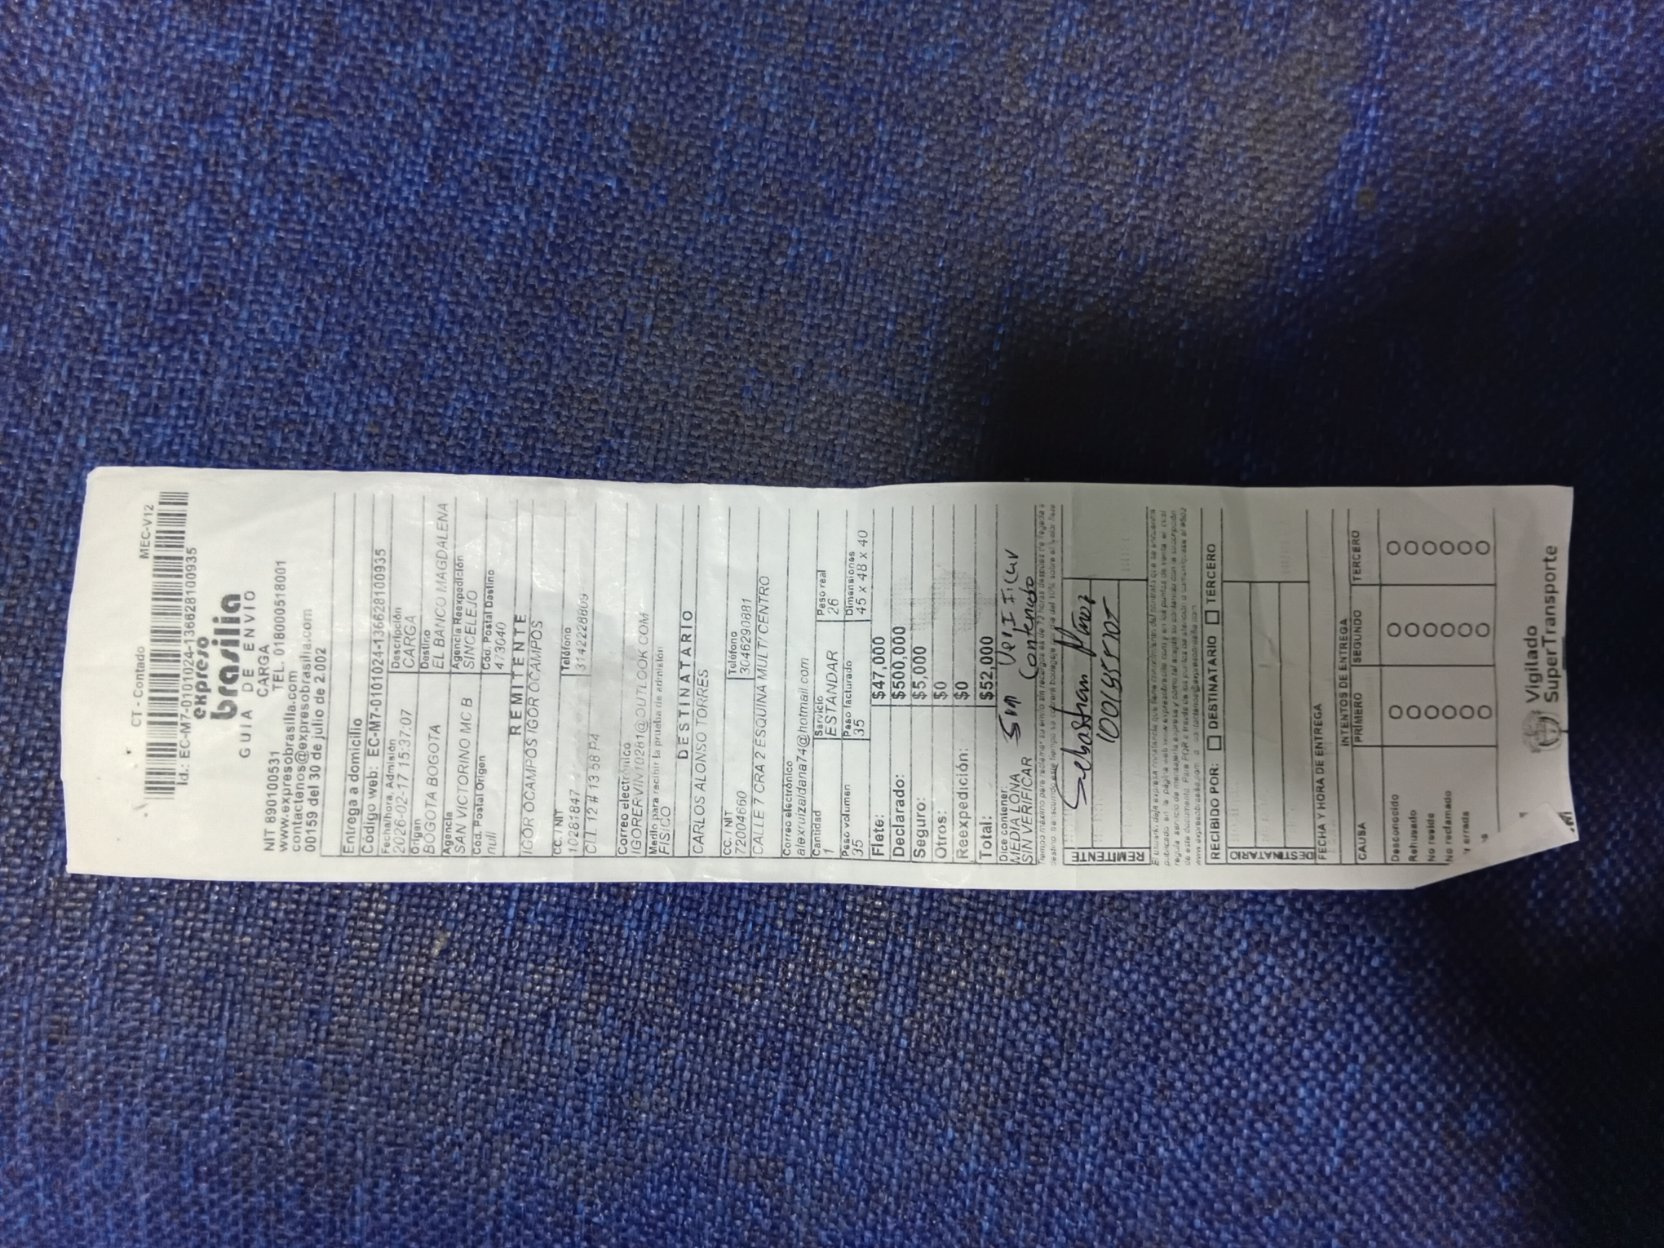 CT - Contado MEC-V12
Id.: EC-M7-0101024-136628100935
expreso
brasilia
GUIA DE ENVIO
CARGA
NIT 890100531 TEL. 018000518001
www.expresobrasilia.com
contactenos@expresobrasilia.com
00159 del 30 de julio de 2.002
Entrega a domicilio
Código web: EC-M7-0101024-136628100935
Fecha/hora. Admisión Descripción
2026-02-17 15:37:07 CARGA
Origen Destino
BOGOTA BOGOTA EL BANCO MAGDALENA
Agencia Agencia Reexpedición
SAN VICTORINO MC B SINCELEJO
Cód. Postal Origen Cód. Postal Destino
null 473040
REMITENTE
IGOR OCAMPOS IGOR OCAMPOS
CC / NIT Teléfono
10281847 3142228809
CLL 12 # 13 58 P4
Correo electrónico
IGORERVIN10281@OUTLOOK.COM
Medio para recibir la prueba de admisión
FISICO
DESTINATARIO
CARLOS ALONSO TORRES
CC / NIT Teléfono
72004660 3046290881
CALLE 7 CRA 2 ESQUINA MULTI CENTRO
Correo electrónico
alexruizaldana74@hotmail.com
Cantidad Servicio Peso real
1 ESTANDAR 26
Peso volumen Peso facturado Dimensiones
35 35 45 x 48 x 40
Flete: $47,000
Declarado: $500,000
Seguro: $5,000
Otros: $0
Reexpedición: $0
Total: $52,000
Dice contener:
MEDIA LONA
SIN VERIFICAR
Sin Verificar
Contenido
REMITENTE
Sebastian
RECIBIDO POR: DESTINATARIO TERCERO
DESTINATARIO
FECHA Y HORA DE ENTREGA
INTENTOS DE ENTREGA
CAUSA PRIMERO SEGUNDO TERCERO
Desconocido
Rehusado
No reside
No reclamado
Vigilado
SuperTransporte